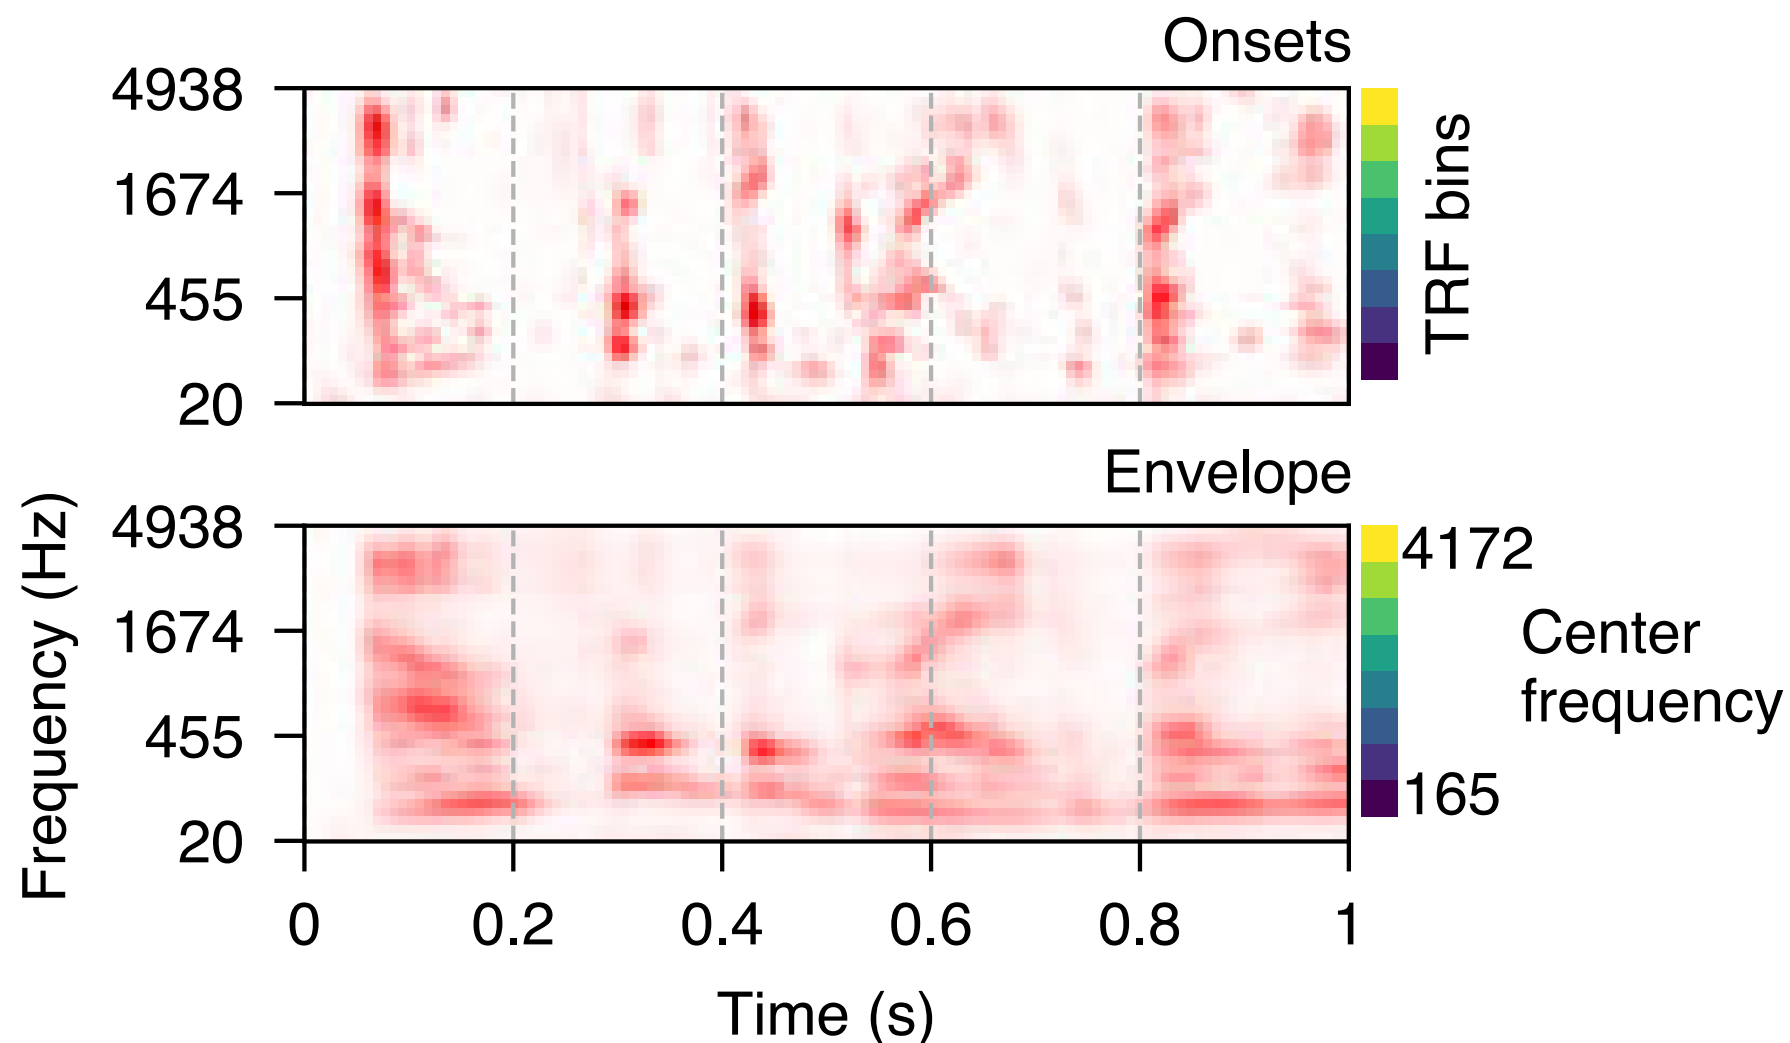 Onsets
4938
1674
455
20
TRF bins
Envelope
Frequency (Hz)
4938
1674
455
20
4172
165
Center
frequency
0 0.2 0.4 0.6 0.8 1
Time (s)